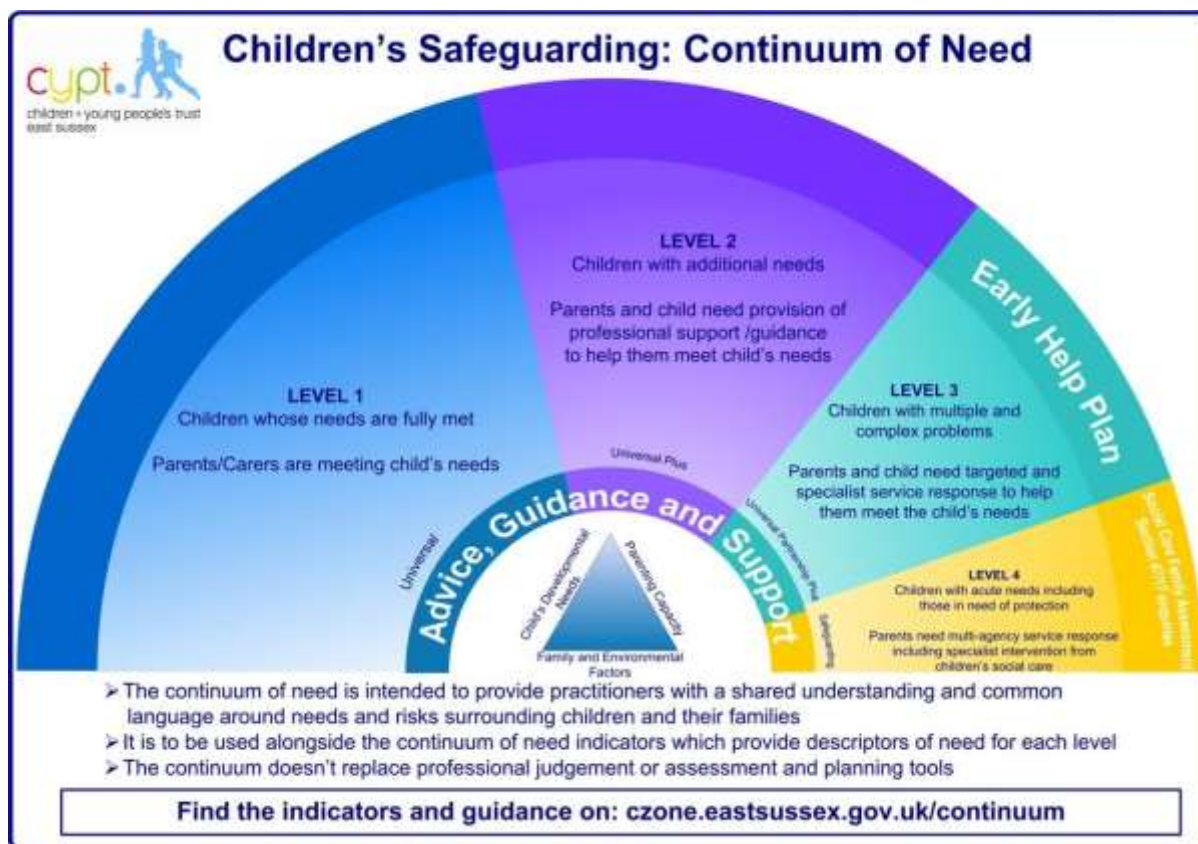 Children's Safeguarding: Continuum of Need
cypt.
children + young people's trust
east sussex
LEVEL 1
Children whose needs are fully met
Parents/Carers are meeting child's needs
Universal
LEVEL 2
Children with additional needs
Parents and child need provision of
professional support /guidance
to help them meet child's needs
Universal Plus
Early Help Plan
LEVEL 3
Children with multiple and
complex problems
Parents and child need targeted and
specialist service response to help
them meet the child's needs
Universal Partnership Plus
Social Care Family Assessment
Section 47
LEVEL 4
Children with acute needs including
those in need of protection
Parents need multi-agency service response
including specialist intervention from
children's social care
Safeguarding
Advice, Guidance and Support
Child's Developmental
Needs
Parenting Capacity
Family and Environmental
Factors
➢ The continuum of need is intended to provide practitioners with a shared understanding and common
language around needs and risks surrounding children and their families
➢ It is to be used alongside the continuum of need indicators which provide descriptors of need for each level
➢ The continuum doesn't replace professional judgement or assessment and planning tools
Find the indicators and guidance on: czone.eastsussex.gov.uk/continuum